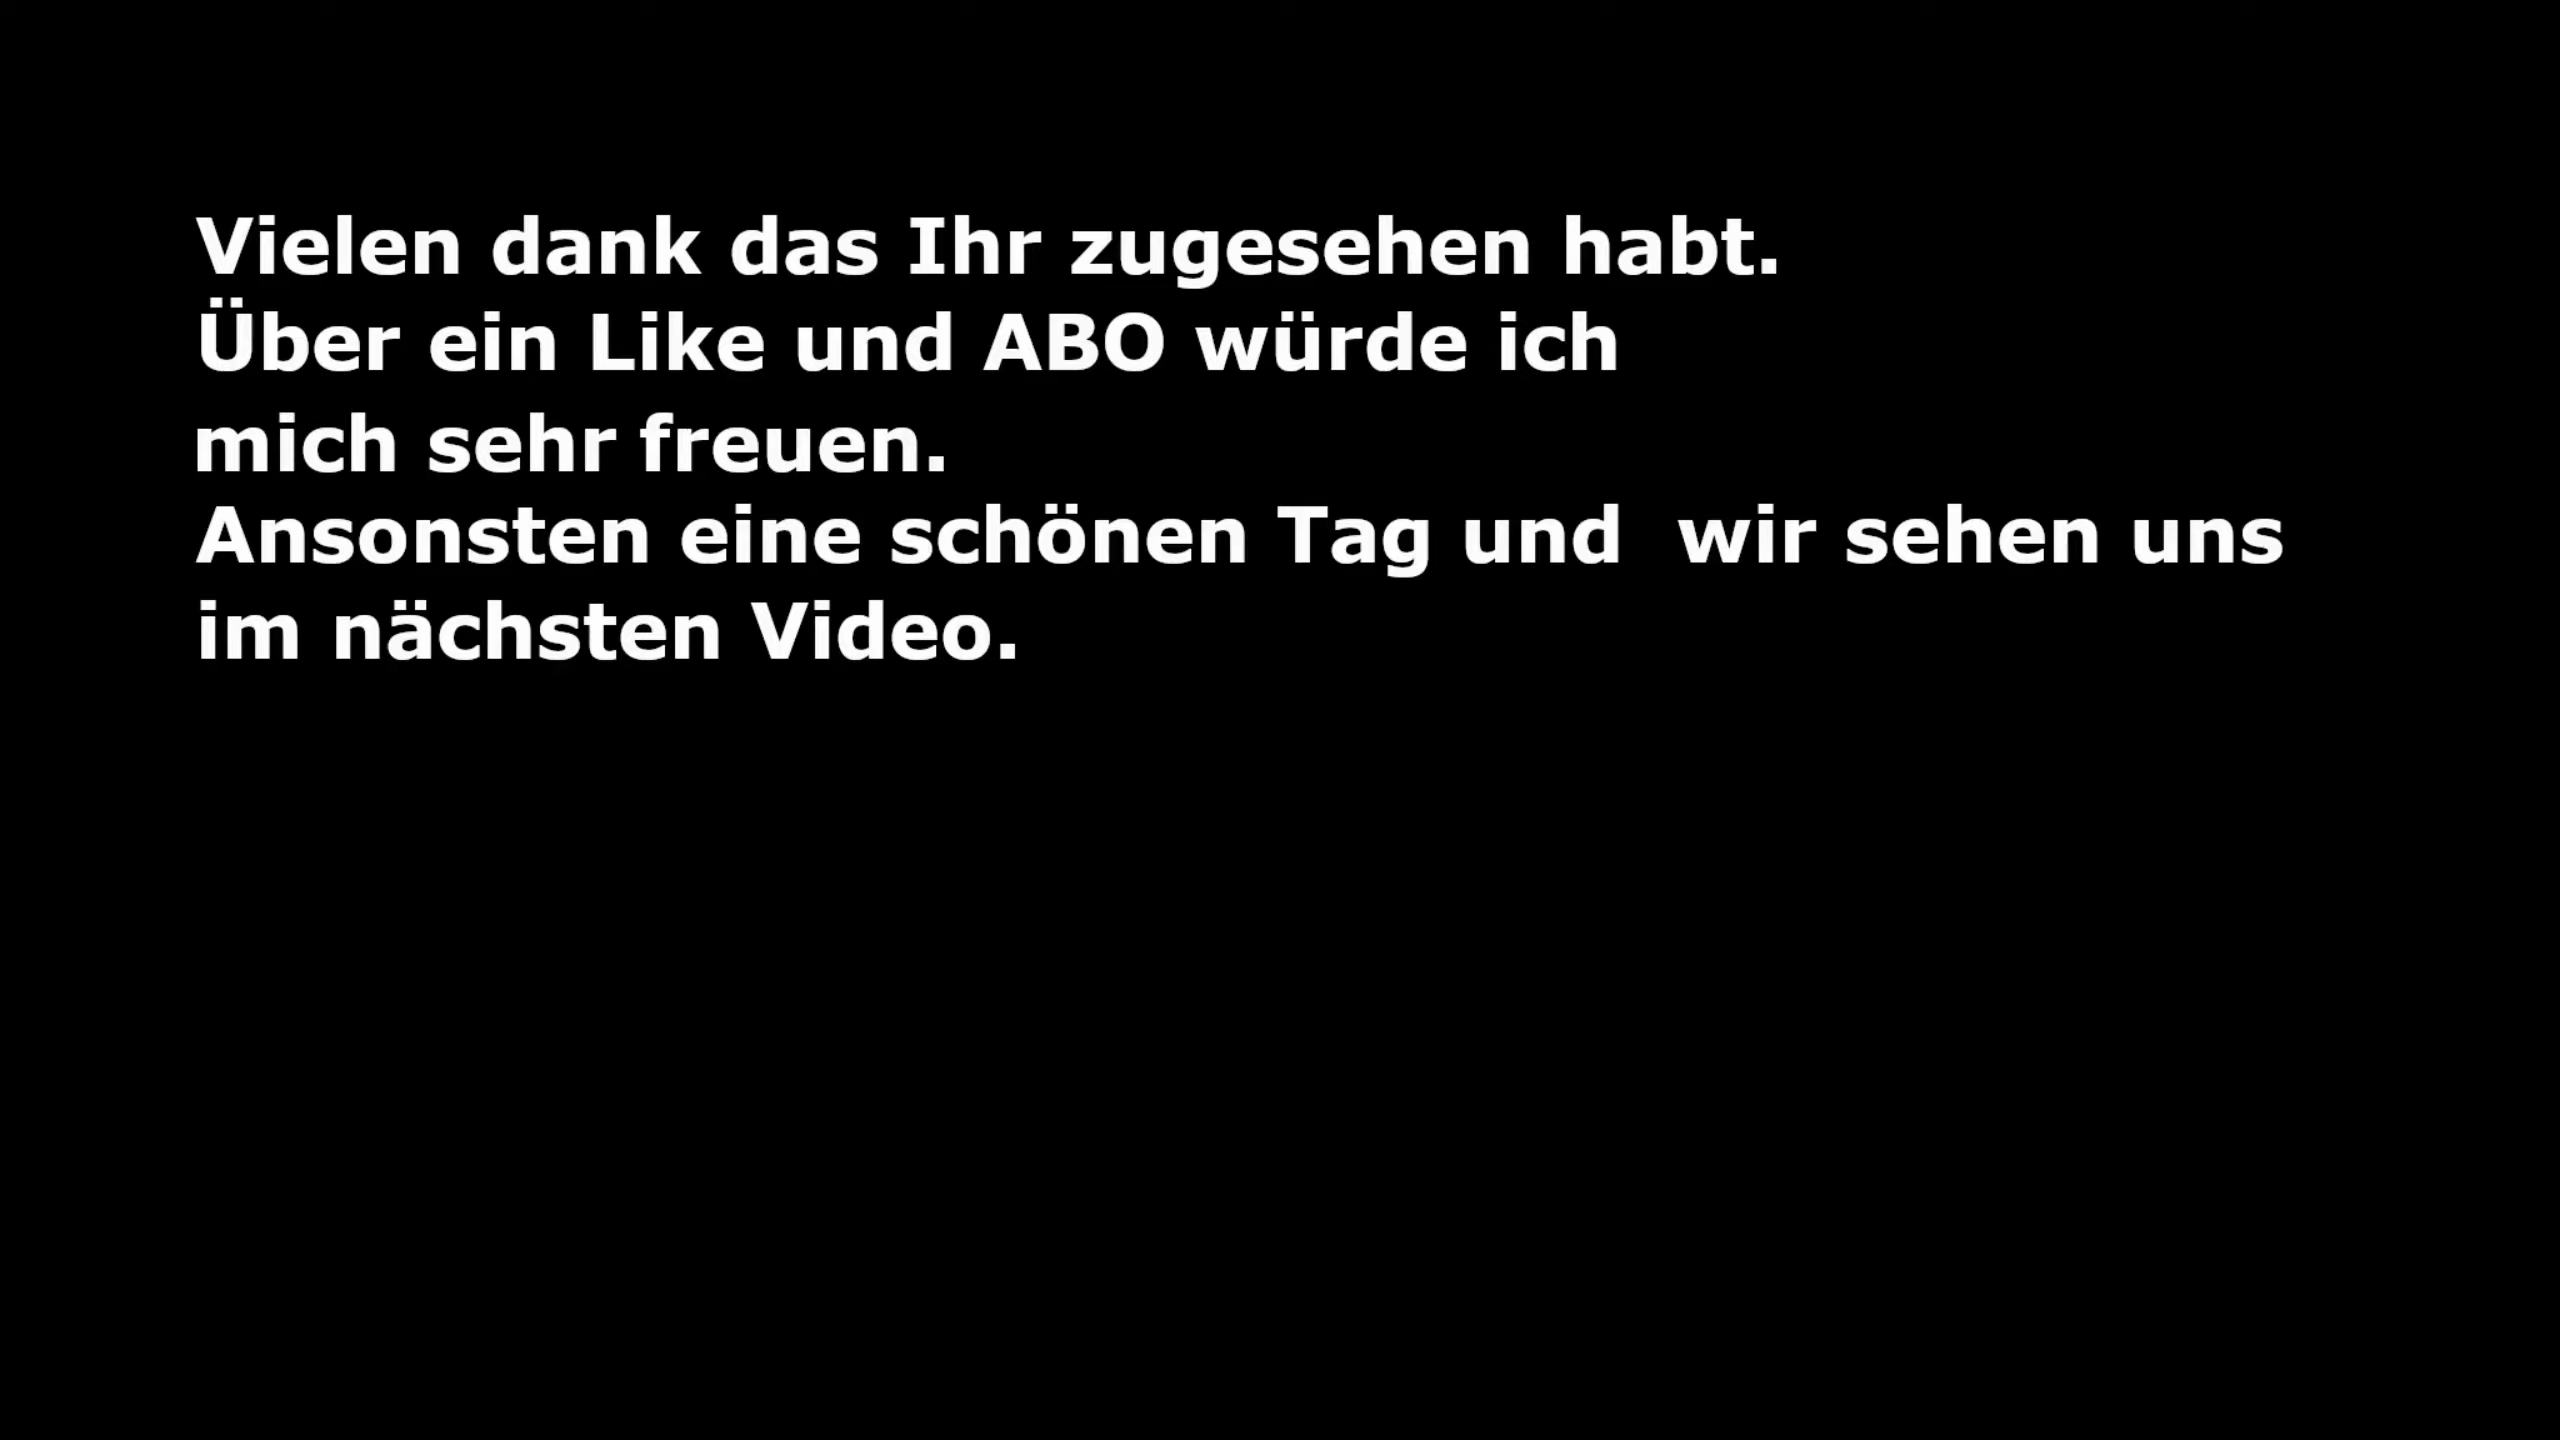 Vielen dank das Ihr zugesehen habt.
Über ein Like und ABO würde ich
mich sehr freuen.
Ansonsten eine schönen Tag und  wir sehen uns
im nächsten Video.